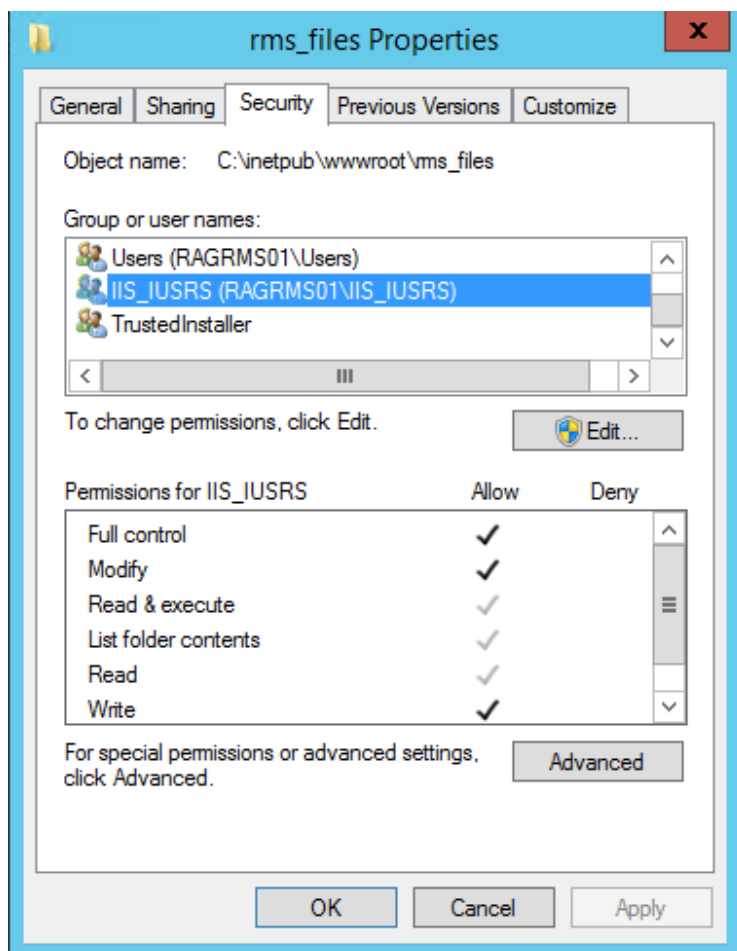 rms_files Properties
x
General Sharing Security Previous Versions Customize
Object name: C:\inetpub\wwwroot\rms_files
Group or user names:
Users (RAGRMS01\Users)
IIS_IUSRS (RAGRMS01\IIS_IUSRS)
TrustedInstaller
To change permissions, click Edit.
Edit...
Permissions for IIS_IUSRS Allow Deny
Full control
Modify
Read & execute
List folder contents
Read
Write
For special permissions or advanced settings,
click Advanced.
Advanced
OK Cancel Apply